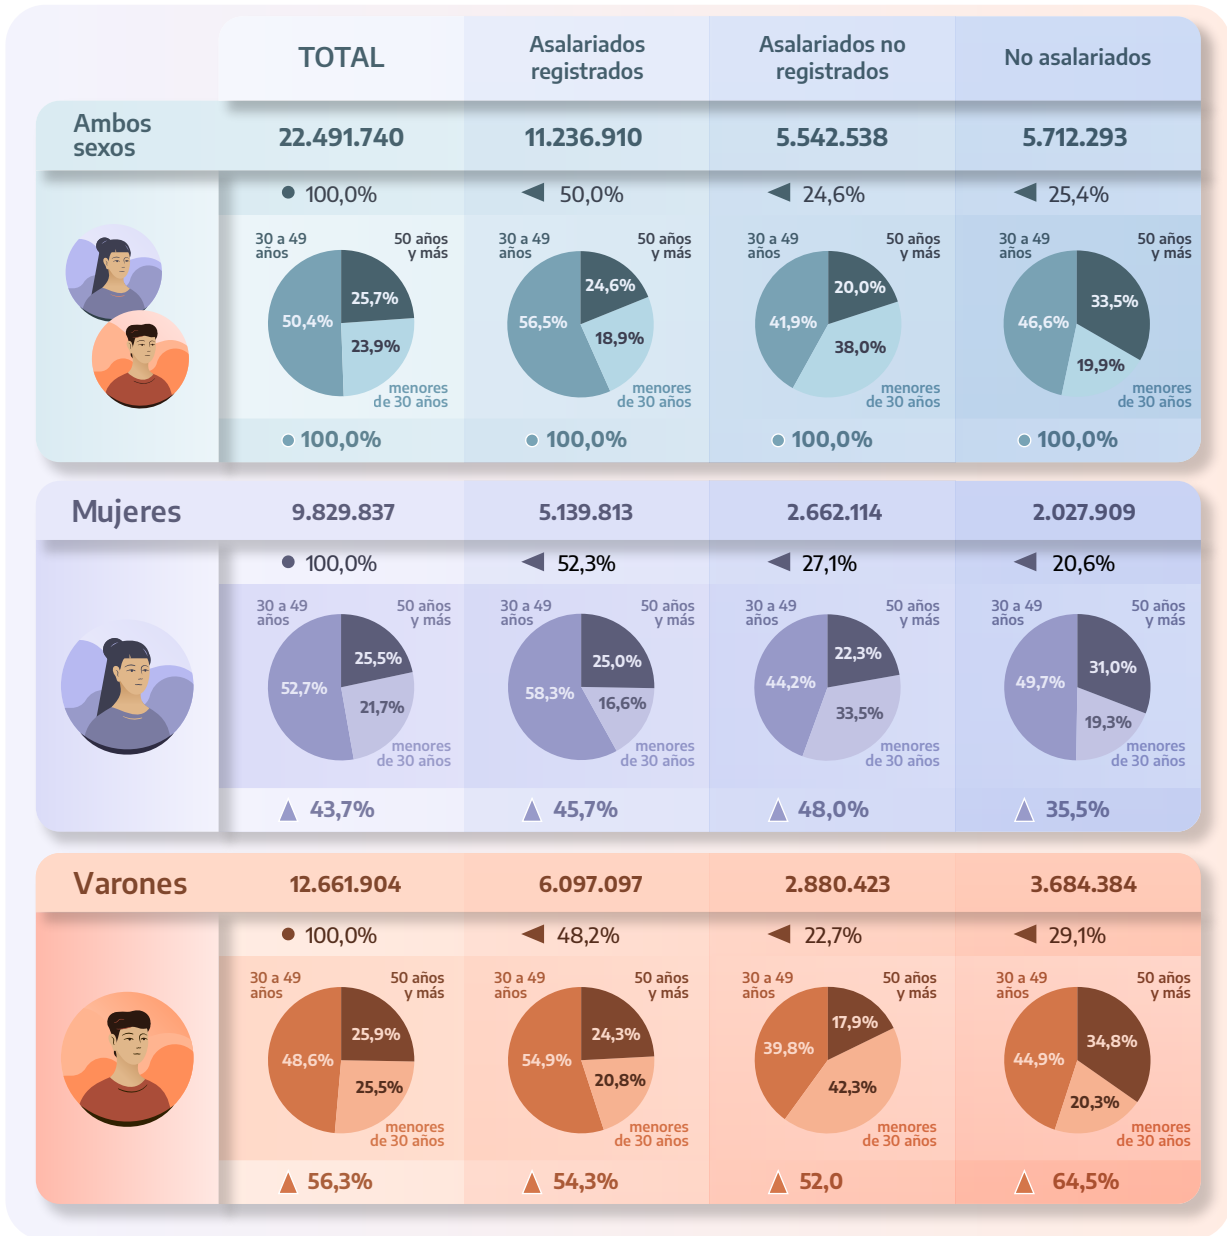 TOTAL
Asalariados
registrados
Asalariados no
registrados
No asalariados
Ambos
sexos
22.491.740
11.236.910
5.542.538
5.712.293
100,0%
50,0%
24,6%
25,4%
30 a 49
años
50 años
y más
25,7%
50,4%
23,9%
menores
de 30 años
30 a 49
años
50 años
y más
24,6%
56,5%
18,9%
menores
de 30 años
30 a 49
años
50 años
y más
20,0%
41,9%
38,0%
menores
de 30 años
30 a 49
años
50 años
y más
33,5%
46,6%
19,9%
menores
de 30 años
100,0%
100,0%
100,0%
100,0%
Mujeres
9.829.837
5.139.813
2.662.114
2.027.909
100,0%
52,3%
27,1%
20,6%
30 a 49
años
50 años
y más
25,5%
52,7%
21,7%
menores
de 30 años
30 a 49
años
50 años
y más
25,0%
58,3%
16,6%
menores
de 30 años
30 a 49
años
50 años
y más
22,3%
44,2%
33,5%
menores
de 30 años
30 a 49
años
50 años
y más
31,0%
49,7%
19,3%
menores
de 30 años
43,7%
45,7%
48,0%
35,5%
Varones
12.661.904
6.097.097
2.880.423
3.684.384
100,0%
48,2%
22,7%
29,1%
30 a 49
años
50 años
y más
25,9%
48,6%
25,5%
menores
de 30 años
30 a 49
años
50 años
y más
24,3%
54,9%
20,8%
menores
de 30 años
30 a 49
años
50 años
y más
17,9%
39,8%
42,3%
menores
de 30 años
30 a 49
años
50 años
y más
34,8%
44,9%
20,3%
menores
de 30 años
56,3%
54,3%
52,0
64,5%